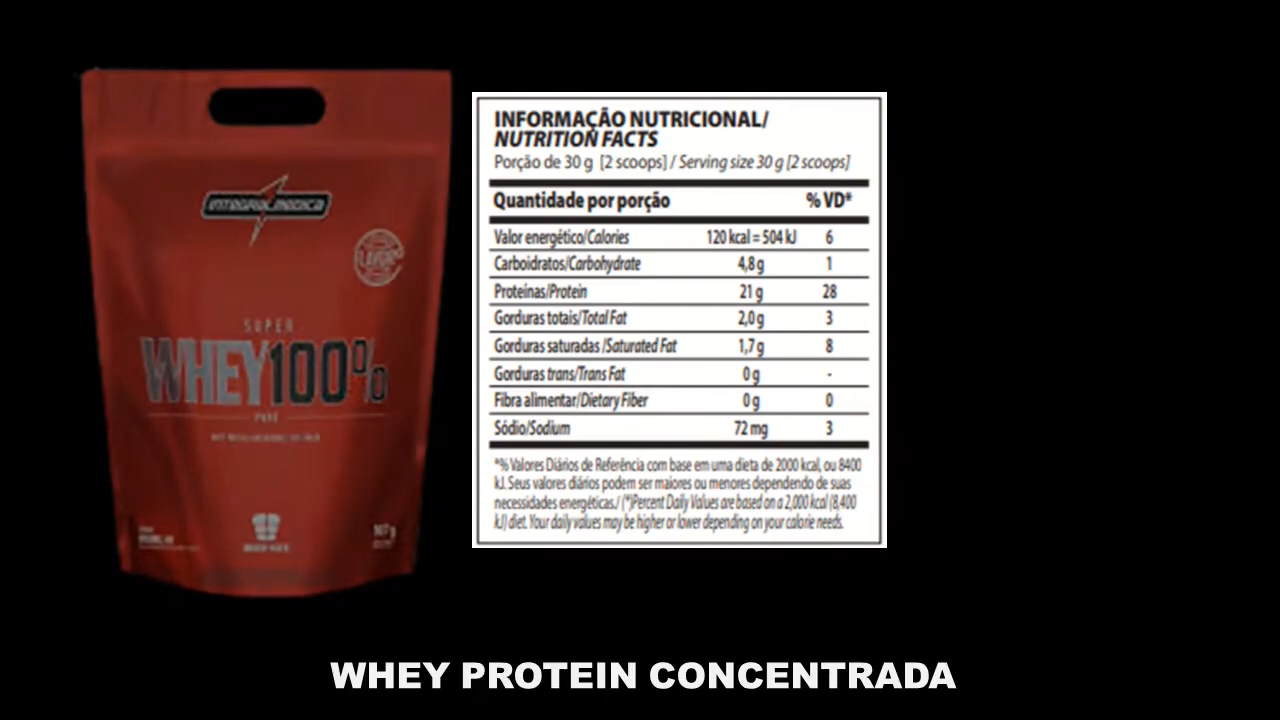 INTEGRALMEDICA
SUPER
WHEY100%
PURE
907 g
INFORMAÇÃO NUTRICIONAL/
NUTRITION FACTS
Porção de 30 g [2 scoops] / Serving size 30 g [2 scoops]
Quantidade por porção % VD*
Valor energético/Calories 120 kcal = 504 kJ 6
Carboidratos/Carbohydrate 4,8 g 1
Proteínas/Protein 21 g 28
Gorduras totais/Total Fat 2,0 g 3
Gorduras saturadas /Saturated Fat 1,7 g 8
Gorduras trans/Trans Fat 0 g -
Fibra alimentar/Dietary Fiber 0 g 0
Sódio/Sodium 72 mg 3
*% Valores Diários de Referência com base em uma dieta de 2000 kcal, ou 8400
kJ. Seus valores diários podem ser maiores ou menores dependendo de suas
necessidades energéticas./ (*)Percent Daily Values are based on a 2,000 kcal (8,400
kJ) diet. Your daily values may be higher or lower depending on your calorie needs.
WHEY PROTEIN CONCENTRADA